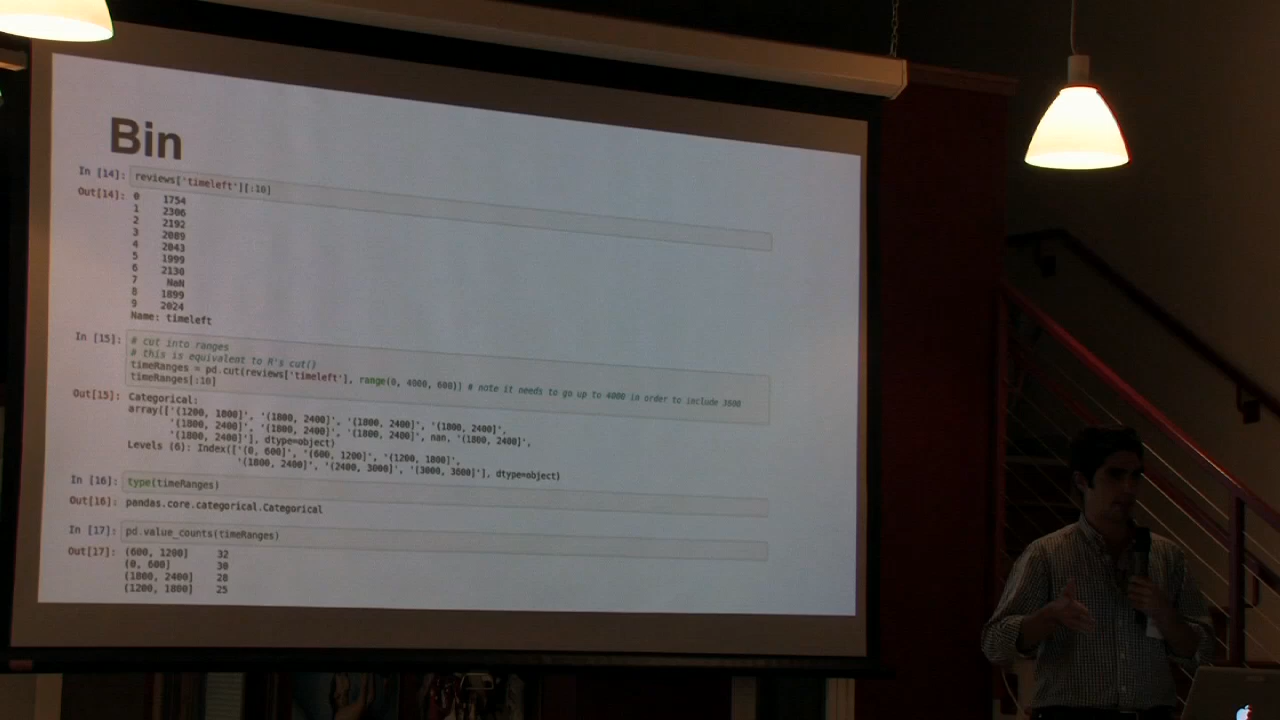 Bin
In [14]: reviews['timeleft'][:10]
Out[14]: 0 1754
1 2306
2 2192
3 2089
4 2043
5 1999
6 2130
7 NaN
8 1899
9 2024
Name: timeleft
In [15]: # cut into ranges
# this is equivalent to R's cut()
timeRanges = pd.cut(reviews['timeleft'], range(0, 4000, 600)) # note it needs to go up to 4000 in order to include 3600
timeRanges[:10]
Out[15]: Categorical:
array(['(1200, 1800]', '(1800, 2400]', '(1800, 2400]', '(1800, 2400]',
'(1800, 2400]', '(1800, 2400]', '(1800, 2400]', nan, '(1800, 2400]',
'(1800, 2400]'], dtype=object)
Levels (6): Index(['(0, 600]', '(600, 1200]', '(1200, 1800]',
'(1800, 2400]', '(2400, 3000]', '(3000, 3600]'], dtype=object)
In [16]: type(timeRanges)
Out[16]: pandas.core.categorical.Categorical
In [17]: pd.value_counts(timeRanges)
Out[17]: (600, 1200] 32
(0, 600] 30
(1800, 2400] 28
(1200, 1800] 25